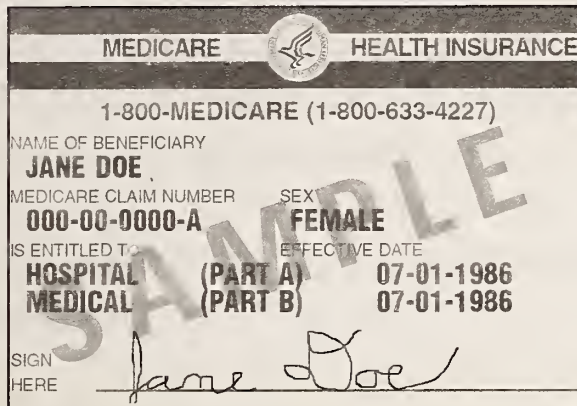 MEDICARE HEALTH INSURANCE
1-800-MEDICARE (1-800-633-4227)
NAME OF BENEFICIARY
JANE DOE
MEDICARE CLAIM NUMBER SEX
000-00-0000-A FEMALE
IS ENTITLED TO EFFECTIVE DATE
HOSPITAL (PART A) 07-01-1986
MEDICAL (PART B) 07-01-1986
SAMPLE
SIGN
HERE Jane Doe